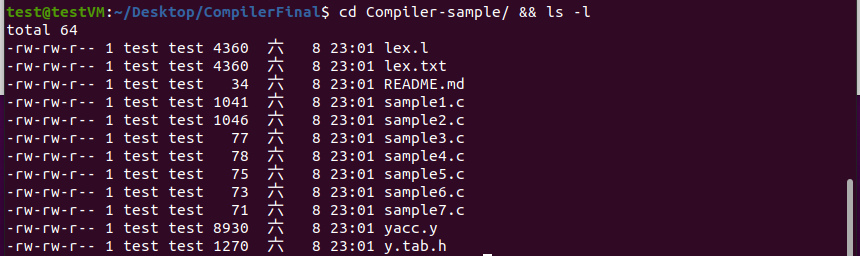 test@testVM:~/Desktop/CompilerFinal$ cd Compiler-sample/ && ls -l
total 64
-rw-rw-r-- 1 test test 4360 六 8 23:01 lex.l
-rw-rw-r-- 1 test test 4360 六 8 23:01 lex.txt
-rw-rw-r-- 1 test test 34 六 8 23:01 README.md
-rw-rw-r-- 1 test test 1041 六 8 23:01 sample1.c
-rw-rw-r-- 1 test test 1046 六 8 23:01 sample2.c
-rw-rw-r-- 1 test test 77 六 8 23:01 sample3.c
-rw-rw-r-- 1 test test 78 六 8 23:01 sample4.c
-rw-rw-r-- 1 test test 75 六 8 23:01 sample5.c
-rw-rw-r-- 1 test test 73 六 8 23:01 sample6.c
-rw-rw-r-- 1 test test 71 六 8 23:01 sample7.c
-rw-rw-r-- 1 test test 8930 六 8 23:01 yacc.y
-rw-rw-r-- 1 test test 1270 六 8 23:01 y.tab.h